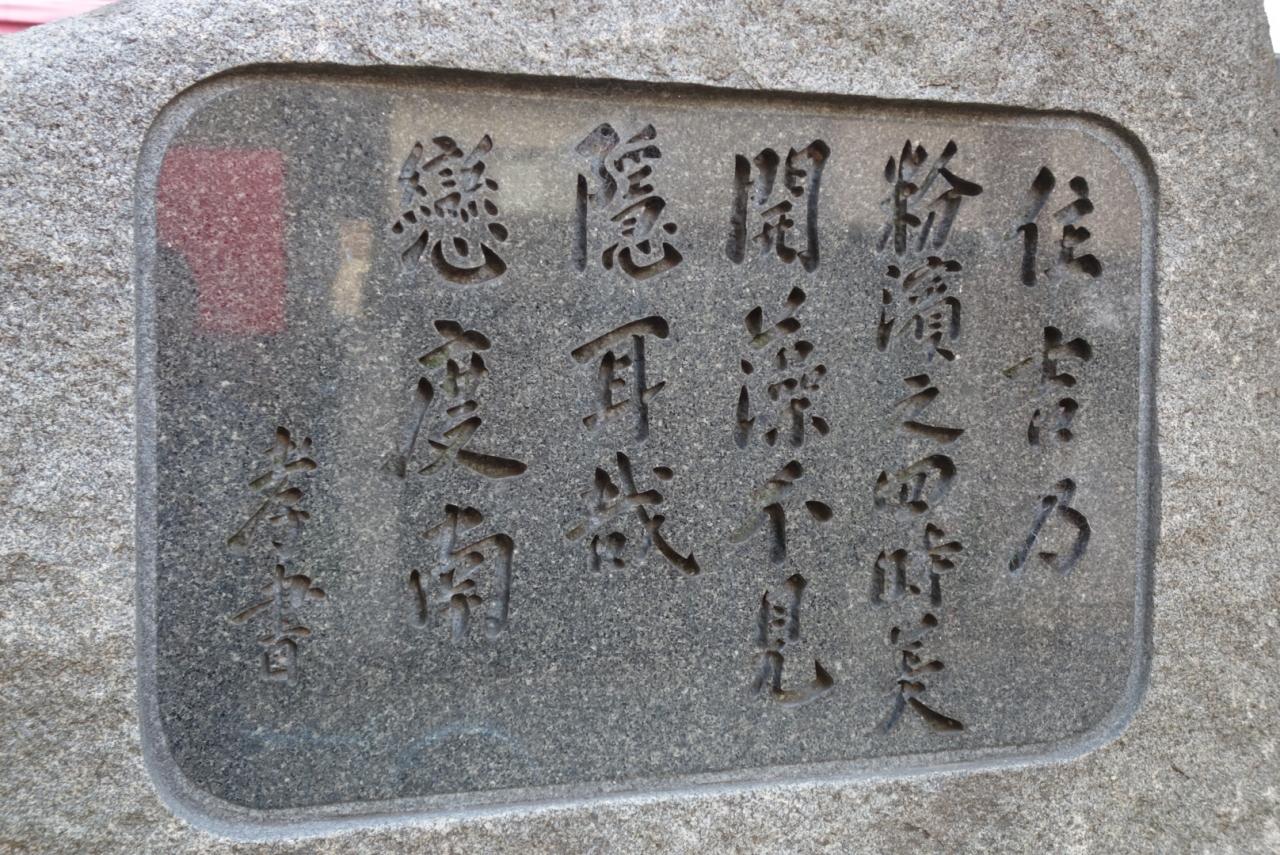 住吉乃
粉濱之四時美
開藻不見
隱耳哉
戀度南
孝書